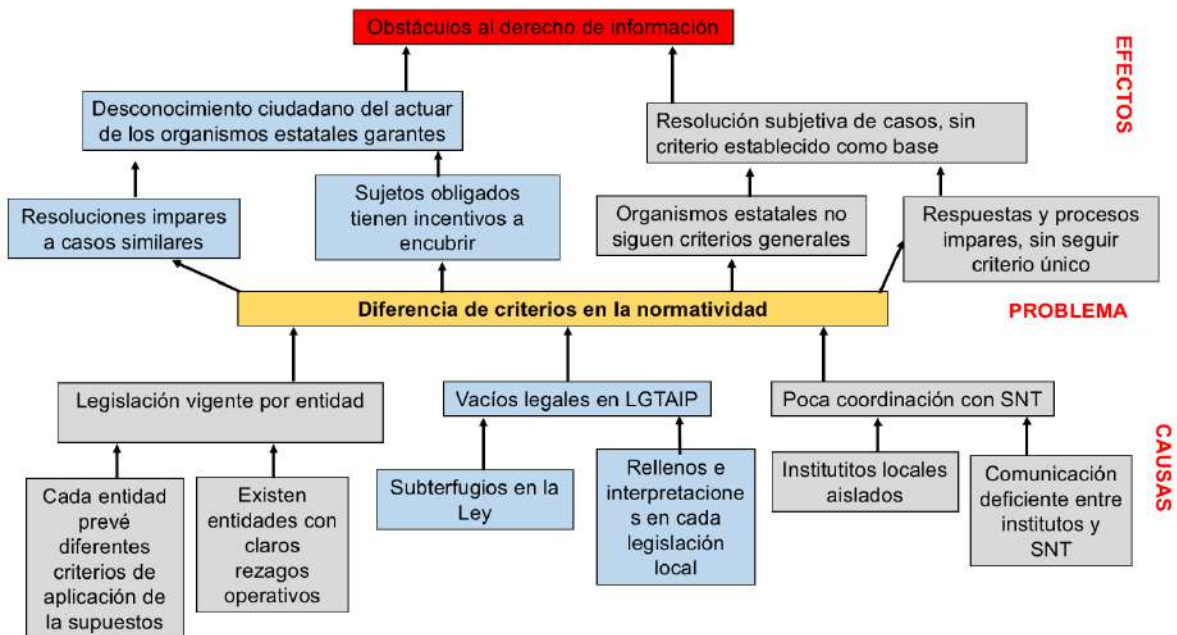 Obstáculos al derecho de información
EFECTOS
Desconocimiento ciudadano del actuar
de los organismos estatales garantes
Resolución subjetiva de casos, sin
criterio establecido como base
Resoluciones impares
a casos similares
Sujetos obligados
tienen incentivos a
encubrir
Organismos estatales no
siguen criterios generales
Respuestas y procesos
impares, sin seguir
criterio único
Diferencia de criterios en la normatividad
PROBLEMA
Legislación vigente por entidad
Vacíos legales en LGTAIP
Poca coordinación con SNT
CAUSAS
Cada entidad
prevé
diferentes
criterios de
aplicación de
la supuestos
Existen
entidades con
claros
rezagos
operativos
Subterfugios en la
Ley
Rellenos e
interpretacione
s en cada
legislación
local
Institutitos locales
aislados
Comunicación
deficiente entre
institutos y
SNT